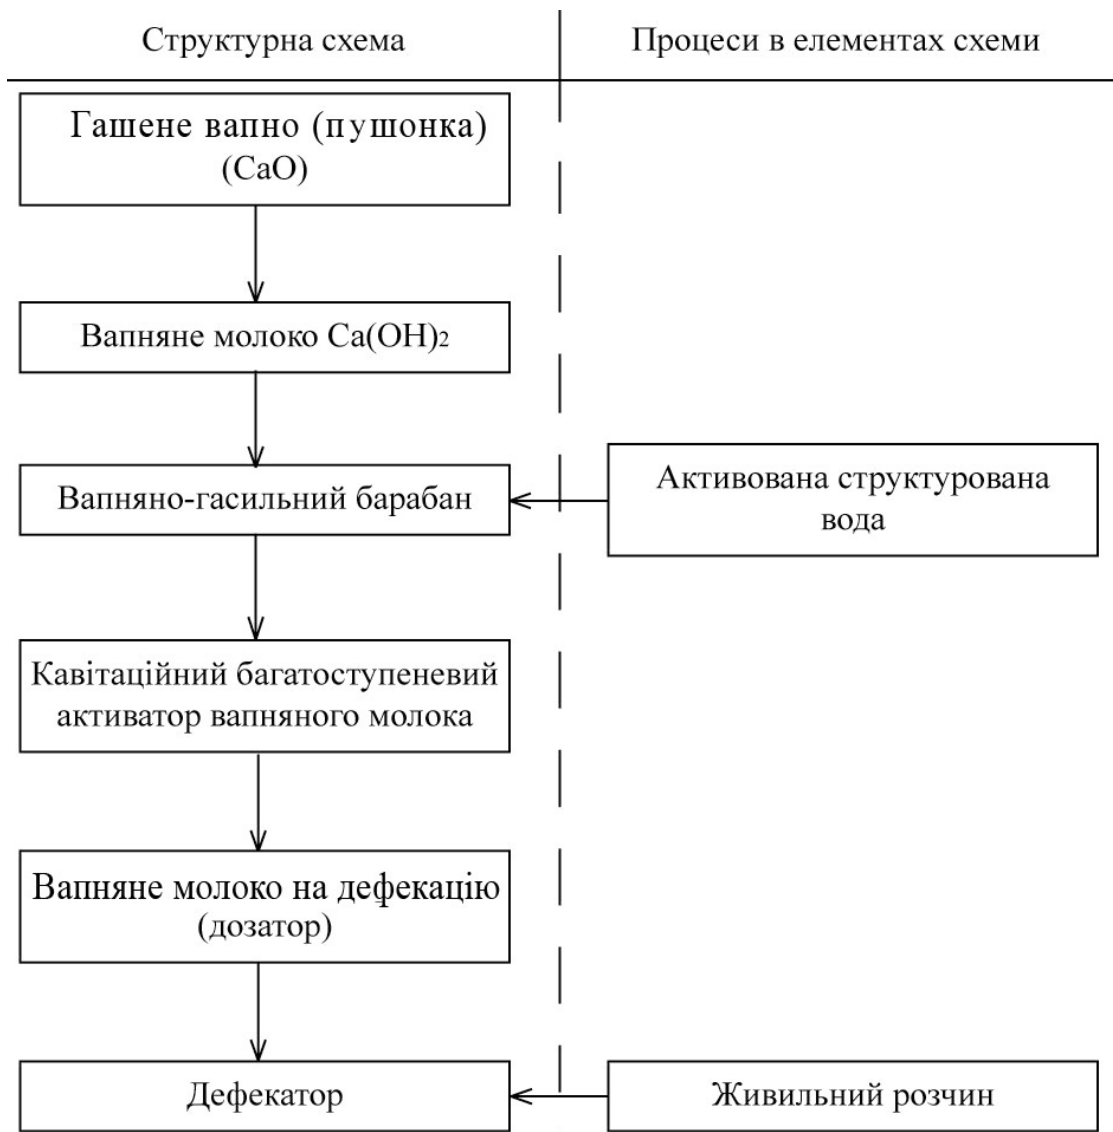 Структурна схема
Процеси в елементах схеми
Гашене вапно (пушонка)
(CaO)
Вапняне молоко Ca(OH)₂
Вапняно-гасильний барабан
Активована структурована
вода
Кавітаційний багатоступеневий
активатор вапняного молока
Вапняне молоко на дефекацію
(дозатор)
Дефекатор
Живильний розчин